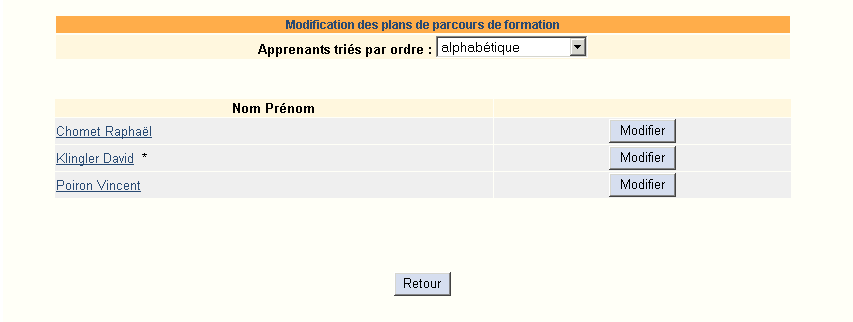 Modification des plans de parcours de formation
Apprenants triés par ordre : alphabétique
Nom Prénom
Chomet Raphaël Modifier
Klingler David * Modifier
Poiron Vincent Modifier
Retour